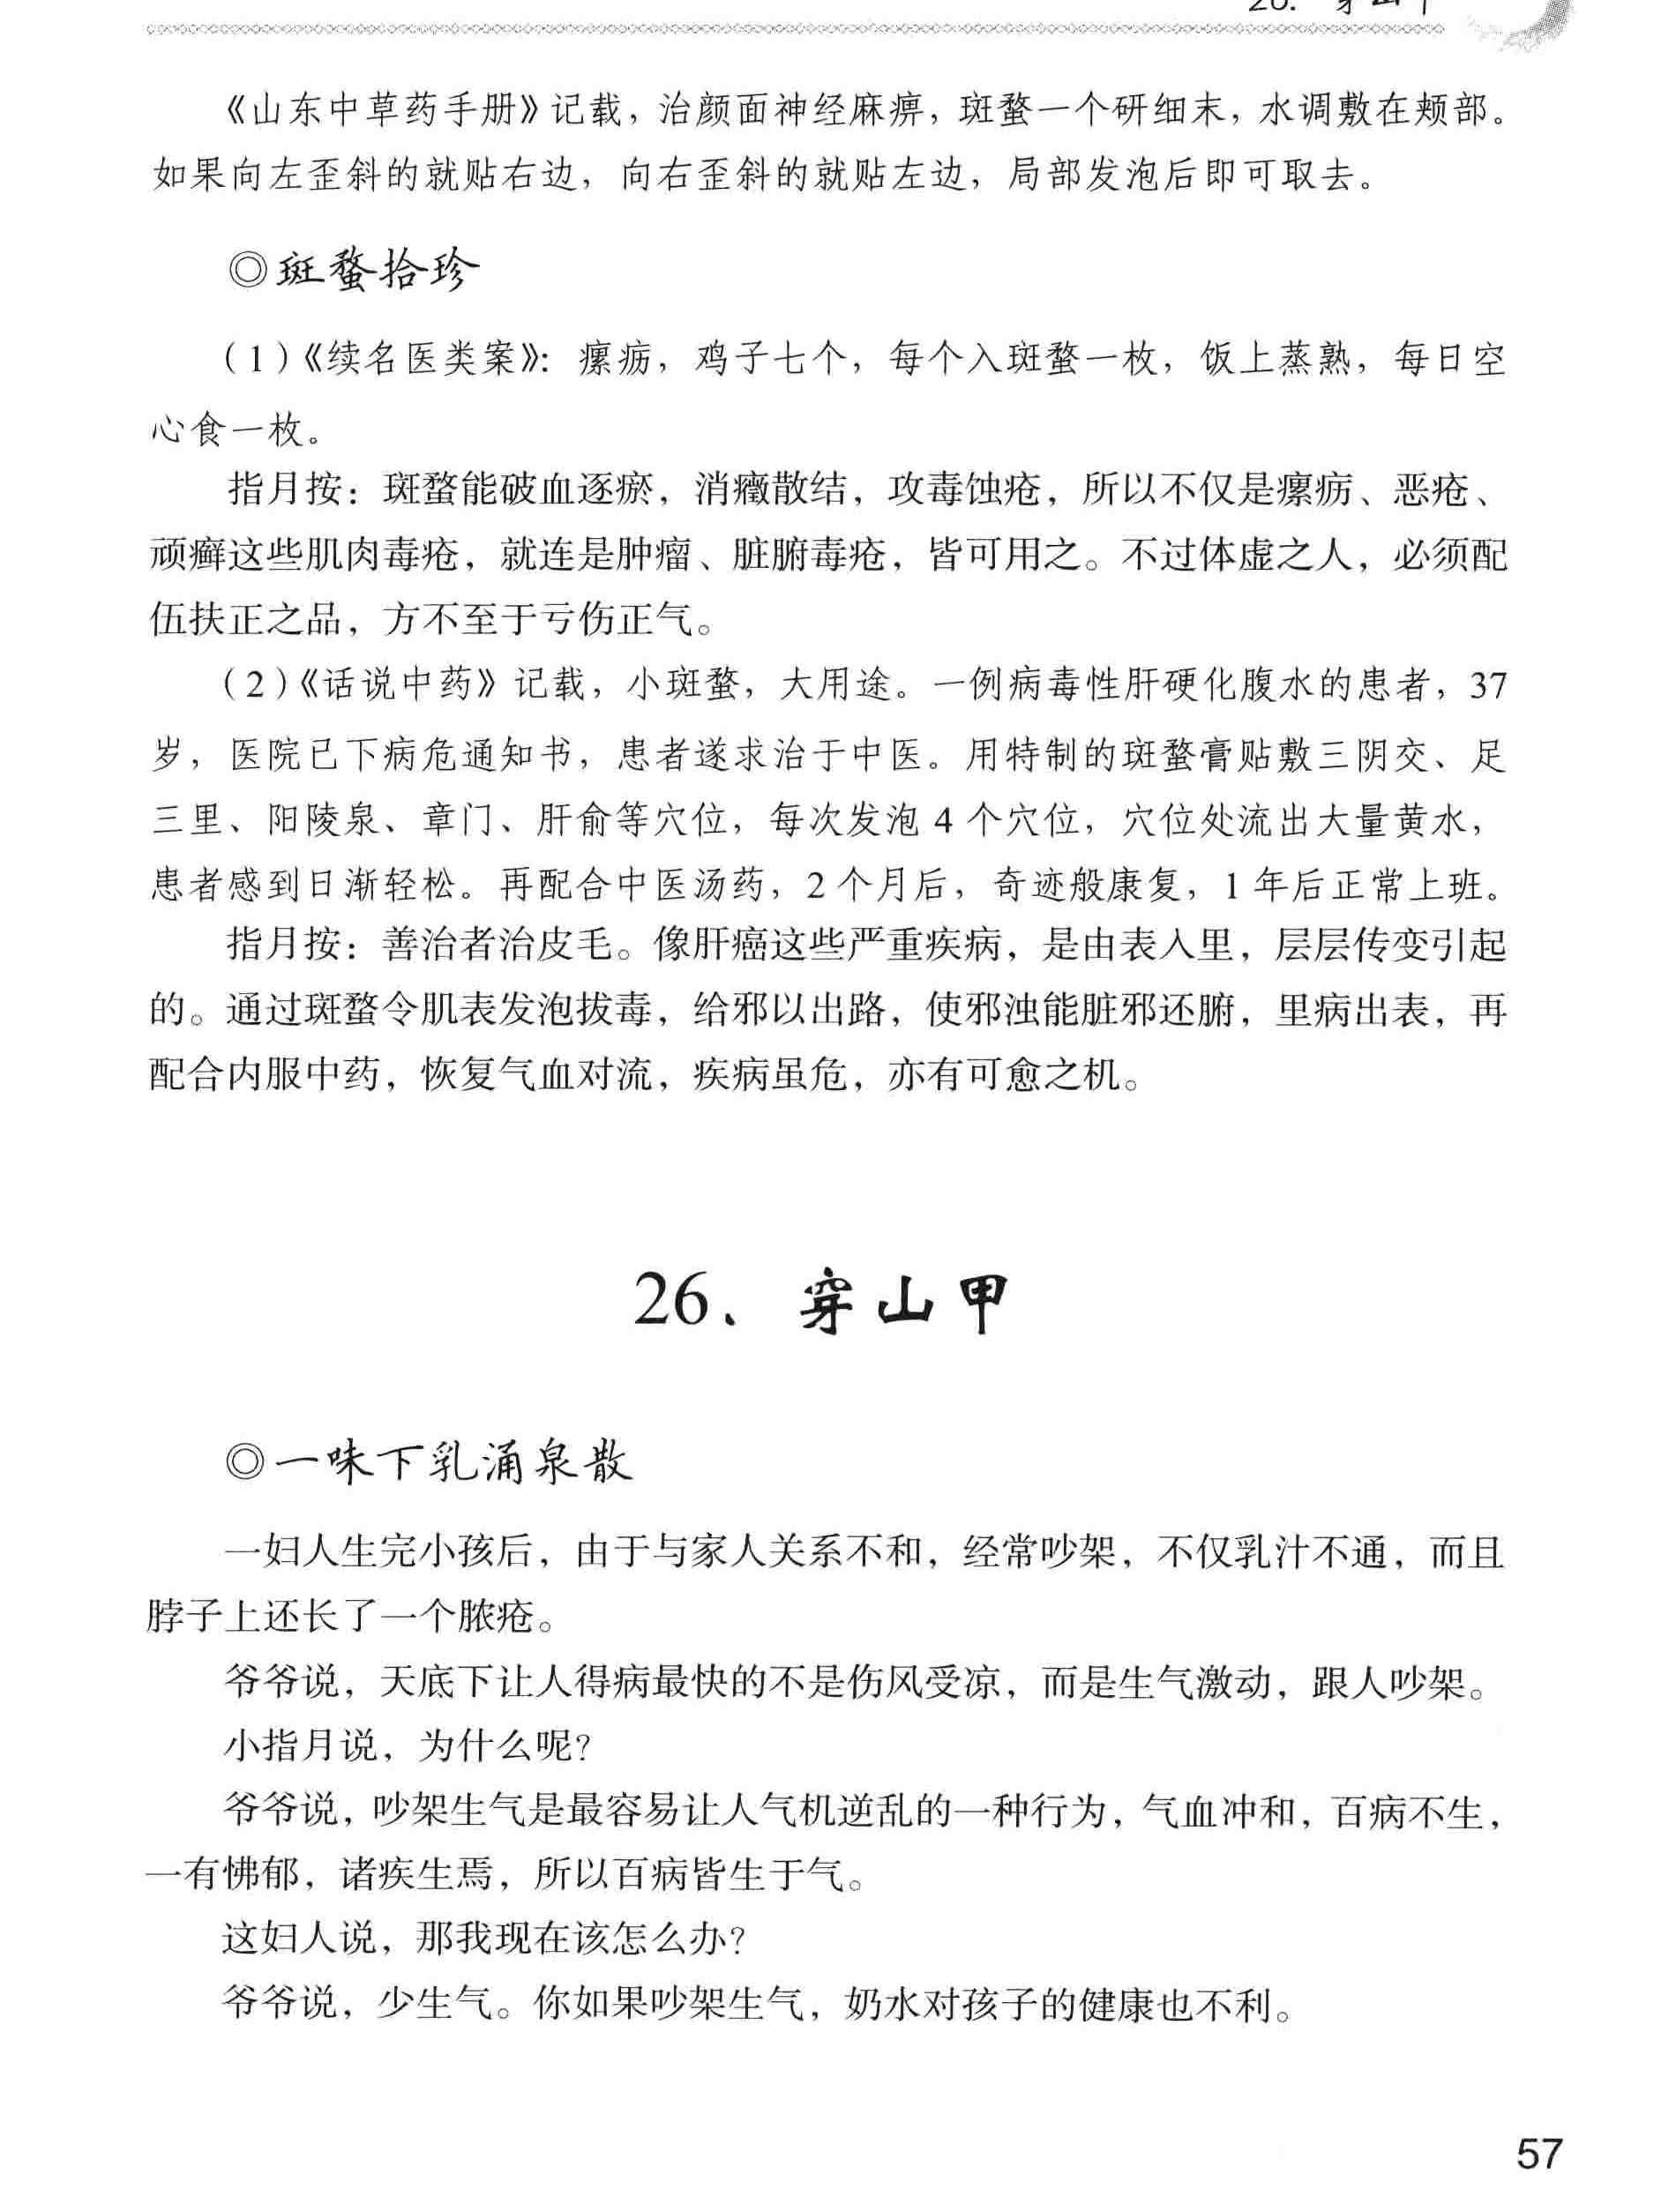 26. 穿山甲
《山东中草药手册》记载，治颜面神经麻痹，斑蝥一个研细末，水调敷在颊部。
如果向左歪斜的就贴右边，向右歪斜的就贴左边，局部发泡后即可取去。
◎斑蝥拾珍
（1）《续名医类案》：瘰疬，鸡子七个，每个入斑蝥一枚，饭上蒸熟，每日空
心食一枚。
指月按：斑蝥能破血逐瘀，消癥散结，攻毒蚀疮，所以不仅是瘰疬、恶疮、
顽癣这些肌肉毒疮，就连是肿瘤、脏腑毒疮，皆可用之。不过体虚之人，必须配
伍扶正之品，方不至于亏伤正气。
（2）《话说中药》记载，小斑蝥，大用途。一例病毒性肝硬化腹水的患者，37
岁，医院已下病危通知书，患者遂求治于中医。用特制的斑蝥膏贴敷三阴交、足
三里、阳陵泉、章门、肝俞等穴位，每次发泡 4 个穴位，穴位处流出大量黄水，
患者感到日渐轻松。再配合中医汤药，2 个月后，奇迹般康复，1 年后正常上班。
指月按：善治者治皮毛。像肝癌这些严重疾病，是由表入里，层层传变引起
的。通过斑蝥令肌表发泡拔毒，给邪以出路，使邪浊能脏邪还腑，里病出表，再
配合内服中药，恢复气血对流，疾病虽危，亦有可愈之机。
26、穿山甲
◎一味下乳涌泉散
一妇人生完小孩后，由于与家人关系不和，经常吵架，不仅乳汁不通，而且
脖子上还长了一个脓疮。
爷爷说，天底下让人得病最快的不是伤风受凉，而是生气激动，跟人吵架。
小指月说，为什么呢？
爷爷说，吵架生气是最容易让人气机逆乱的一种行为，气血冲和，百病不生，
一有怫郁，诸疾生焉，所以百病皆生于气。
这妇人说，那我现在该怎么办？
爷爷说，少生气。你如果吵架生气，奶水对孩子的健康也不利。
57